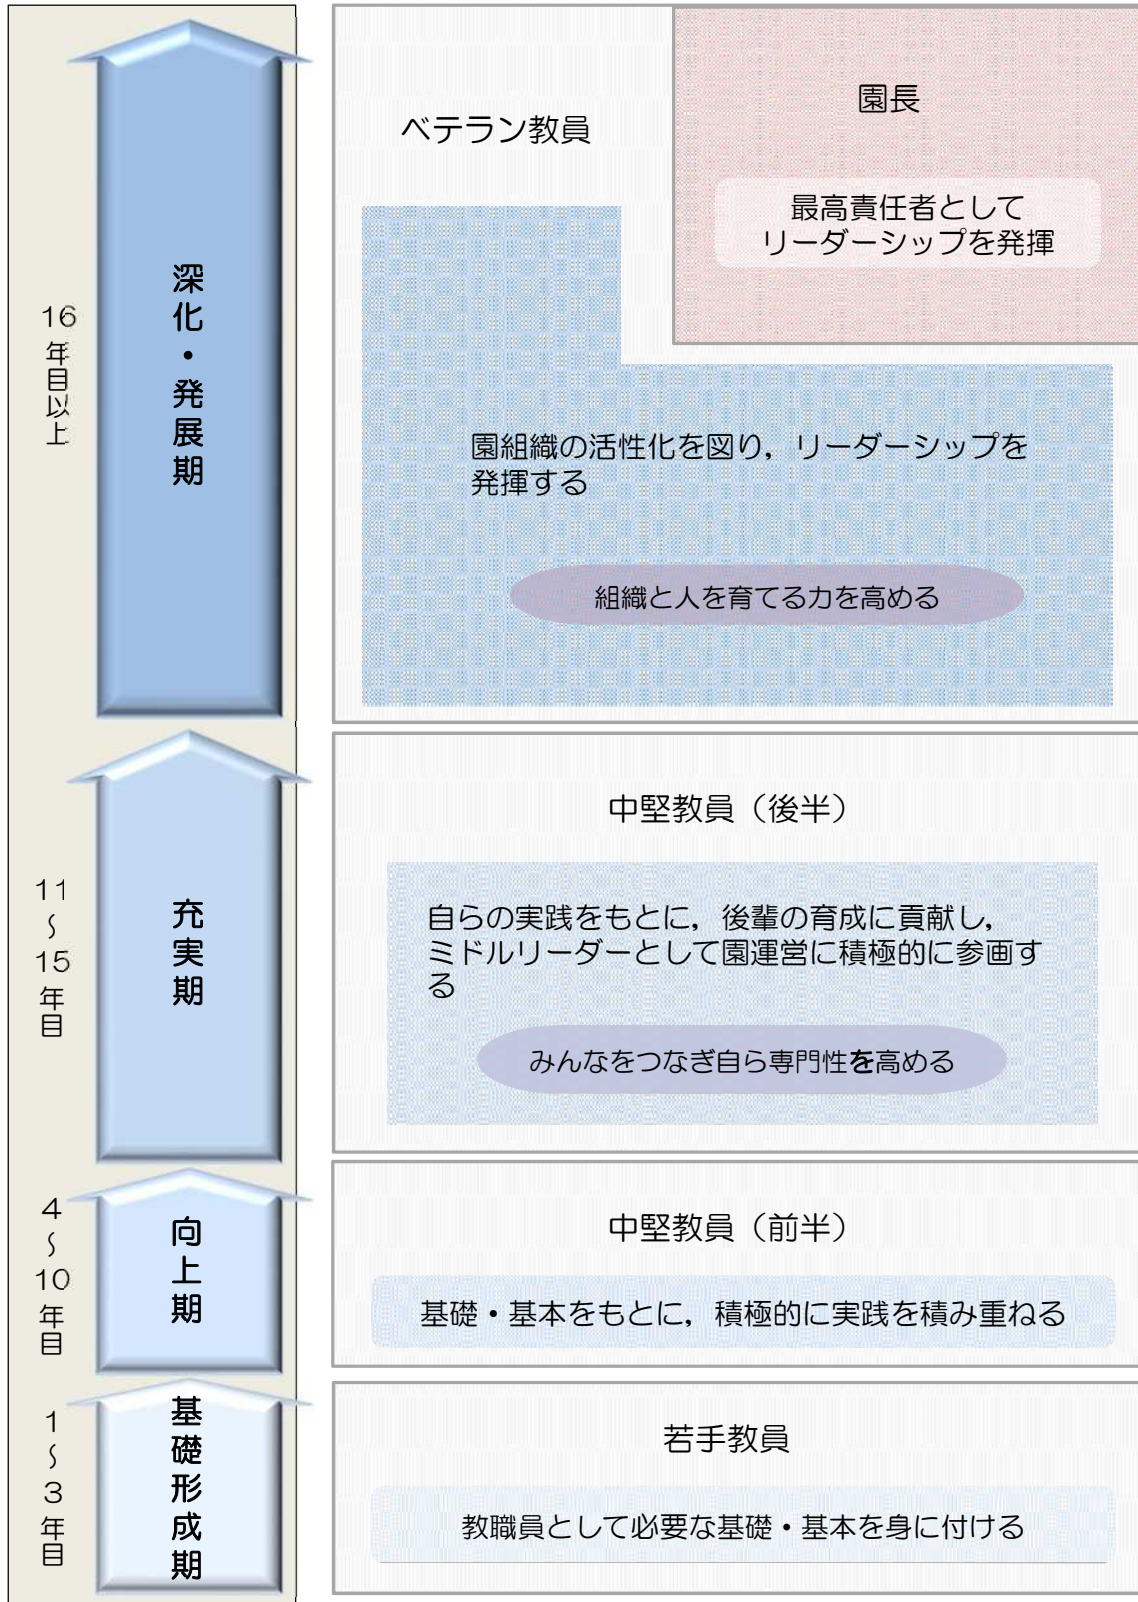 16年目以上
深化・発展期
ベテラン教員
園長
最高責任者として
リーダーシップを発揮
園組織の活性化を図り，リーダーシップを
発揮する
組織と人を育てる力を高める
11～15年目
充実期
中堅教員（後半）
自らの実践をもとに，後輩の育成に貢献し，
ミドルリーダーとして園運営に積極的に参画す
る
みんなをつなぎ自ら専門性を高める
4～10年目
向上期
中堅教員（前半）
基礎・基本をもとに，積極的に実践を積み重ねる
1～3年目
基礎形成期
若手教員
教職員として必要な基礎・基本を身に付ける